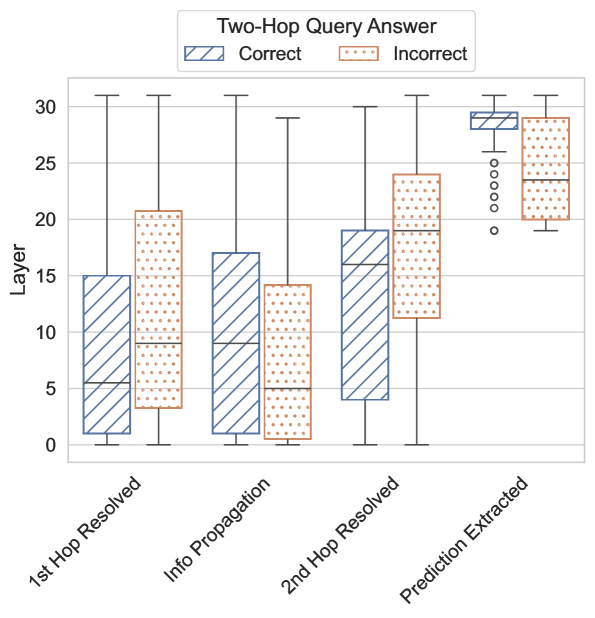 Two-Hop Query Answer
Correct
Incorrect
Layer
30
25
20
15
10
5
0
1st Hop Resolved
Info Propagation
2nd Hop Resolved
Prediction Extracted